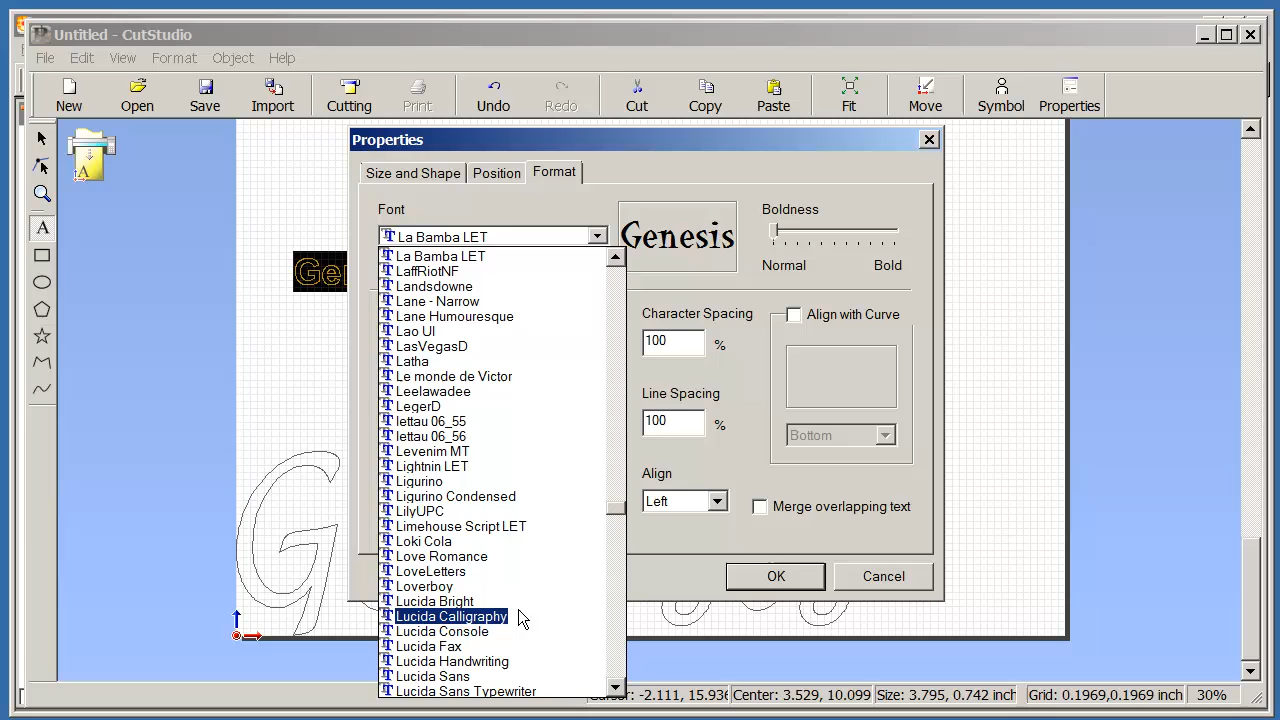 Untitled - CutStudio
File Edit View Format Object Help
New Open Save Import Cutting Print Undo Redo Cut Copy Paste Fit Move Symbol Properties
Properties
Size and Shape Position Format
Font
La Bamba LET
Genesis
Boldness
Normal Bold
La Bamba LET
LaffRiotNF
Landsdowne
Lane - Narrow
Lane Humouresque
Lao UI
LasVegasD
Latha
Le monde de Victor
Leelawadee
LegerD
lettau 06_55
lettau 06_56
Levenim MT
Lightnin LET
Ligurino
Ligurino Condensed
LilyUPC
Limehouse Script LET
Loki Cola
Love Romance
LoveLetters
Loverboy
Lucida Bright
Lucida Calligraphy
Lucida Console
Lucida Fax
Lucida Handwriting
Lucida Sans
Lucida Sans Typewriter
Character Spacing
100 %
Line Spacing
100 %
Align
Left
Align with Curve
Bottom
Merge overlapping text
OK Cancel
Ge
G
A
A
Cursor: -2.111, 15.936 Center: 3.529, 10.099 Size: 3.795, 0.742 inch Grid: 0.1969,0.1969 inch 30%